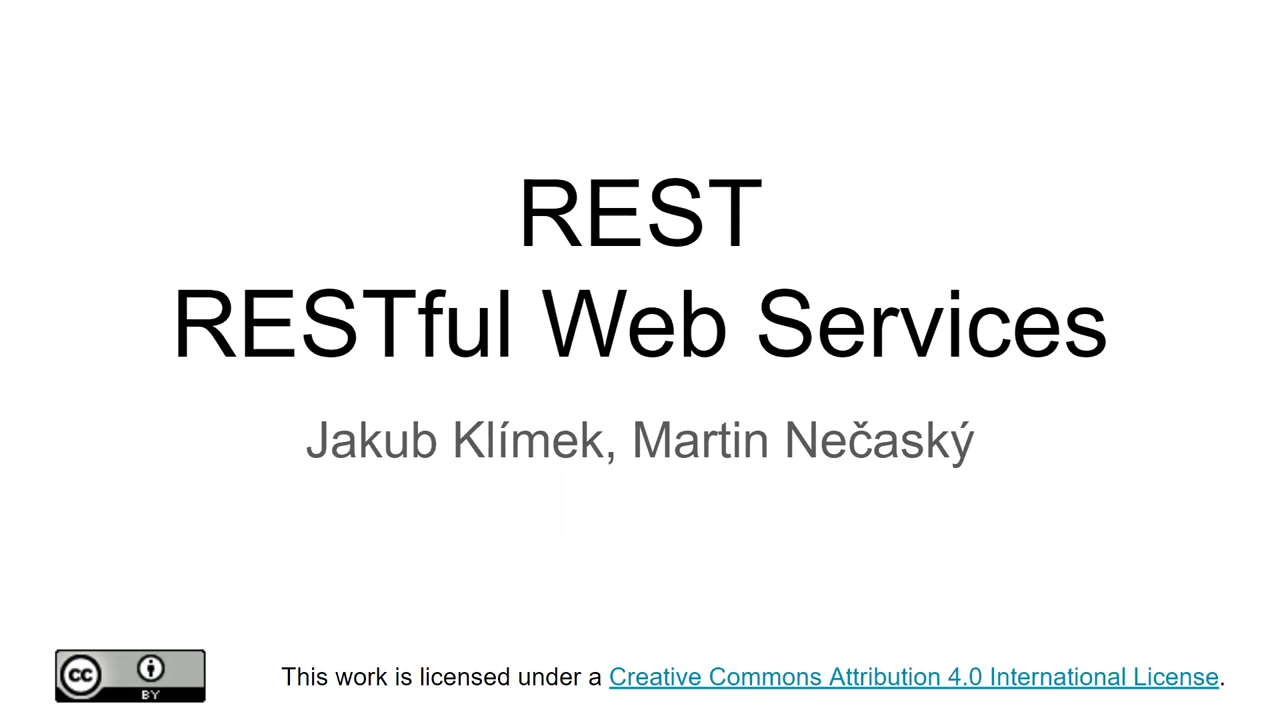 REST
RESTful Web Services
Jakub Klímek, Martin Nečaský
cc
BY
This work is licensed under a Creative Commons Attribution 4.0 International License.